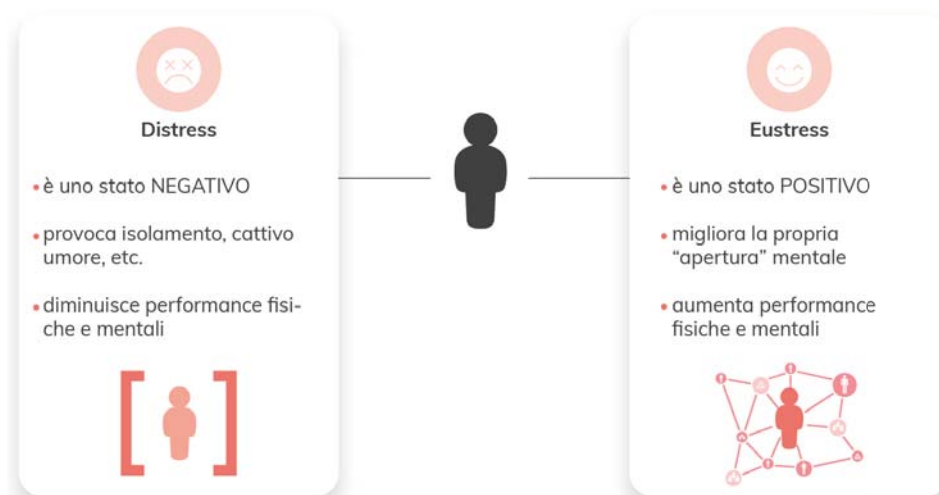 Distress
• è uno stato NEGATIVO
• provoca isolamento, cattivo
umore, etc.
• diminuisce performance fisi-
che e mentali
Eustress
• è uno stato POSITIVO
• migliora la propria
“apertura” mentale
• aumenta performance
fisiche e mentali